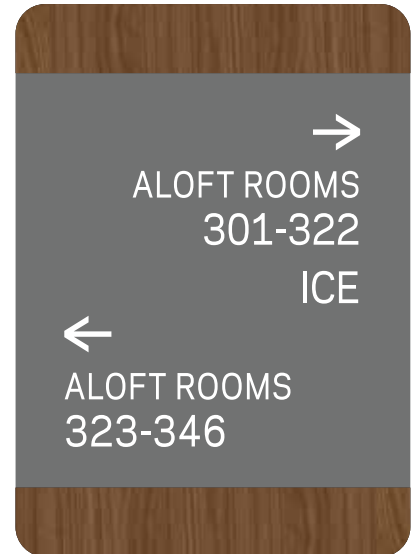 →
ALOFT ROOMS
301-322
ICE
←
ALOFT ROOMS
323-346